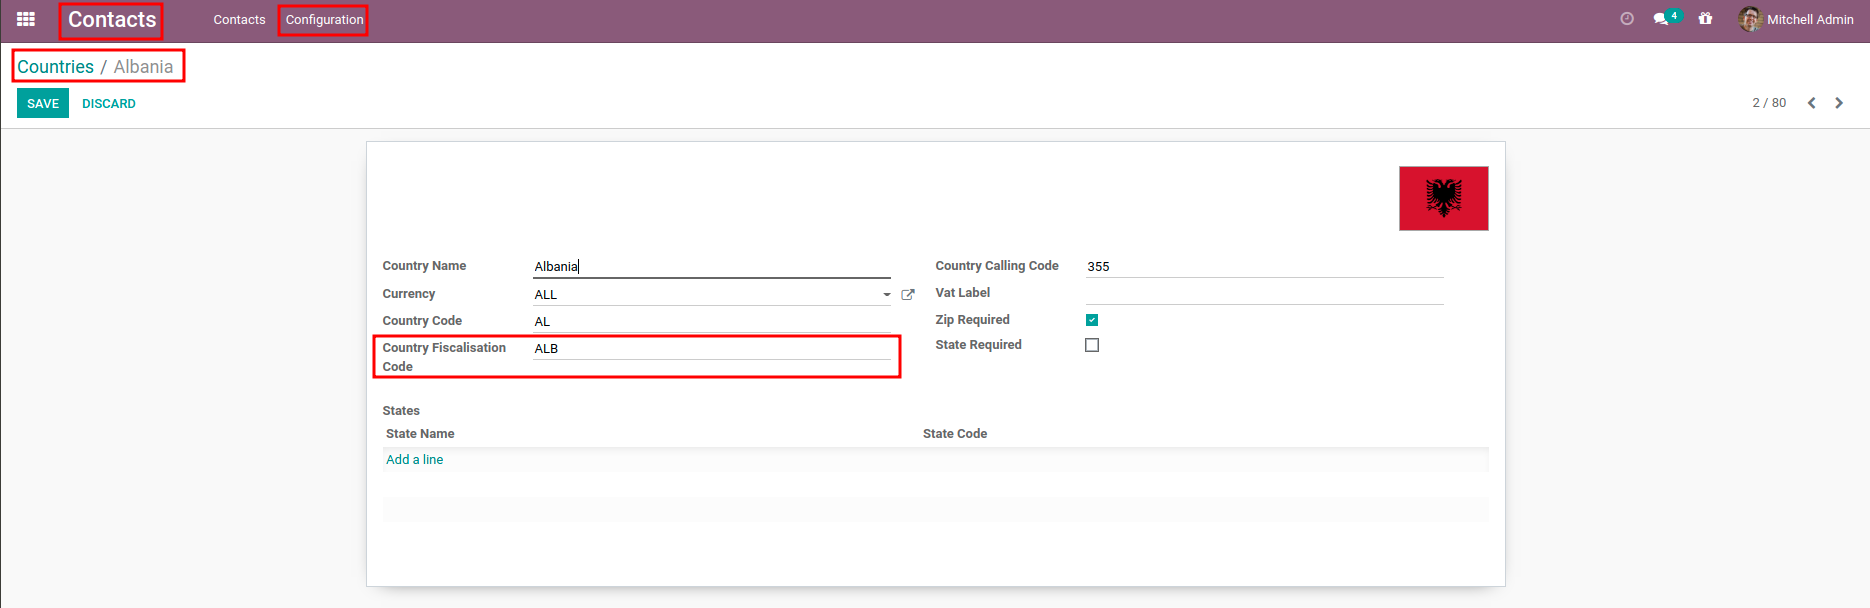 Contacts Contacts Configuration 4 Mitchell Admin
Countries / Albania
SAVE DISCARD 2 / 80
Country Name Albania Country Calling Code 355
Currency ALL Vat Label
Country Code AL Zip Required
Country Fiscalisation ALB State Required
Code
States
State Name State Code
Add a line